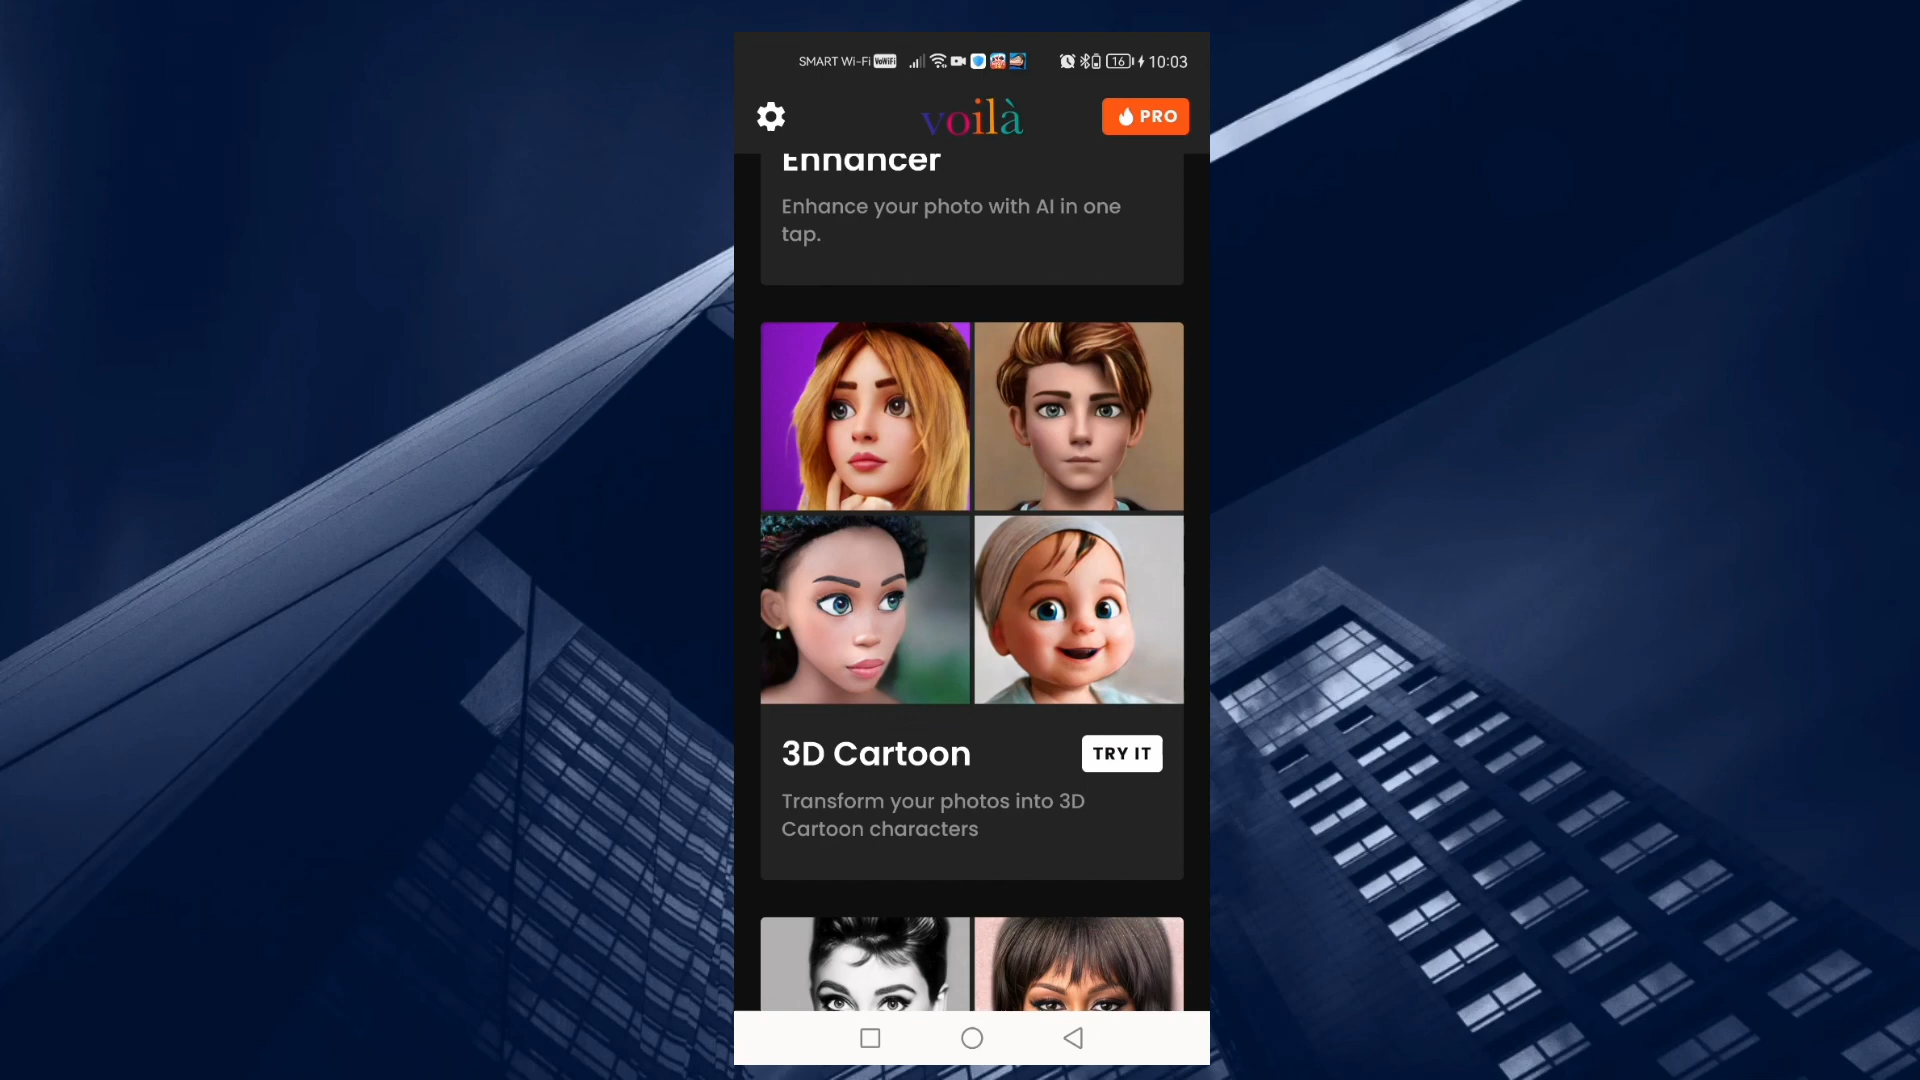 SMART Wi-Fi VoWiFi 16 10:03
voilà
PRO
Enhancer
Enhance your photo with AI in one
tap.
3D Cartoon
TRY IT
Transform your photos into 3D
Cartoon characters